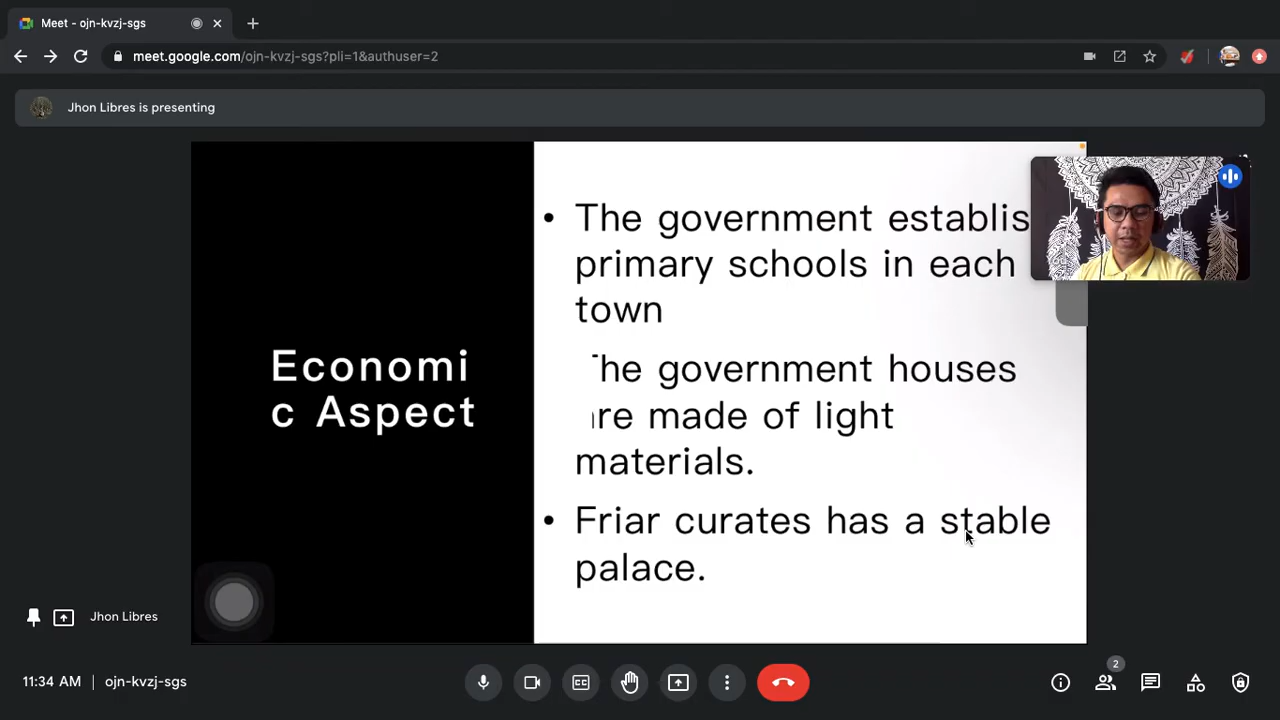 Meet - ojn-kvzj-sgs
meet.google.com/ojn-kvzj-sgs?pli=1&authuser=2
Jhon Libres is presenting
Economi
c Aspect
• The government establis
primary schools in each
town
The government houses
are made of light
materials.
• Friar curates has a stable
palace.
Jhon Libres
11:34 AM | ojn-kvzj-sgs
2